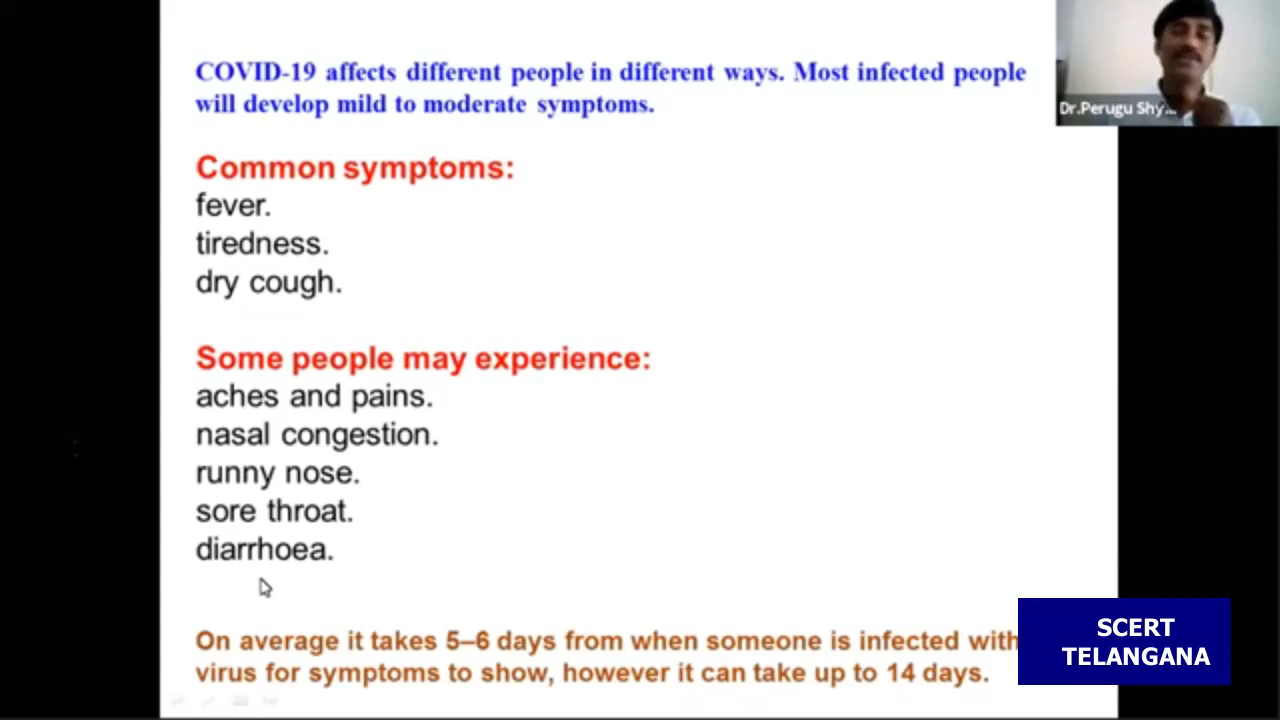 COVID-19 affects different people in different ways. Most infected people
will develop mild to moderate symptoms.
Dr.Perugu Shy...
Common symptoms:
fever.
tiredness.
dry cough.
Some people may experience:
aches and pains.
nasal congestion.
runny nose.
sore throat.
diarrhoea.
On average it takes 5–6 days from when someone is infected with
virus for symptoms to show, however it can take up to 14 days.
SCERT
TELANGANA